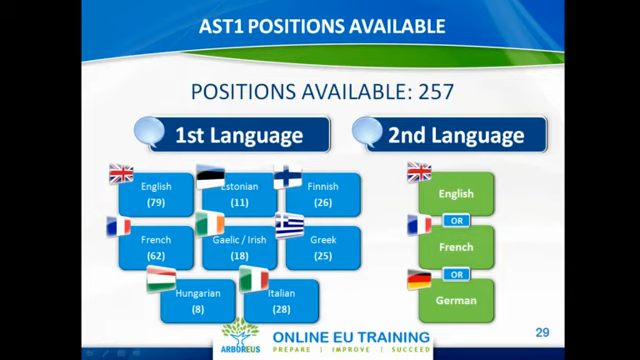 AST1 POSITIONS AVAILABLE
POSITIONS AVAILABLE: 257
1st Language
2nd Language
English
(79)
Estonian
(11)
Finnish
(26)
French
(62)
Gaelic / Irish
(18)
Greek
(25)
Hungarian
(8)
Italian
(28)
English
OR
French
OR
German
ARBOREUS
ONLINE EU TRAINING
PREPARE | IMPROVE | SUCCEED
29